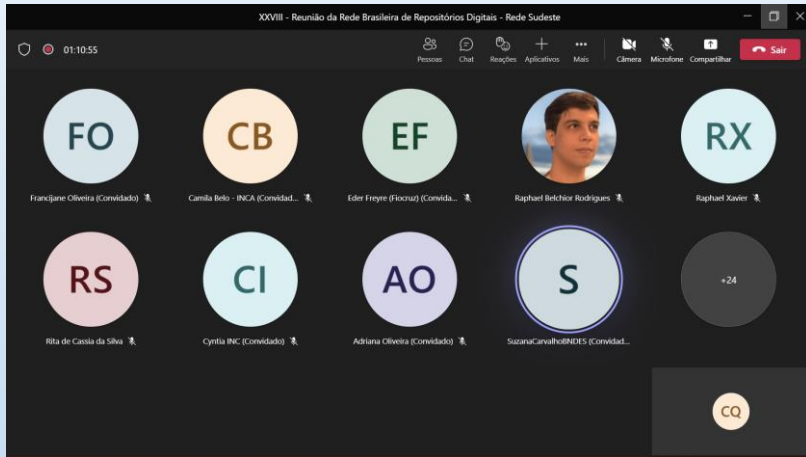 XXVIII - Reunião da Rede Brasileira de Repositórios Digitais - Rede Sudeste
01:10:55
Pessoas Chat Reações Aplicativos Mais Câmera Microfone Compartilhar Sair
FO CB EF RX
Francijane Oliveira (Convidado) Camila Belo - INCA (Convidad... Eder Freyre (Fiocruz) (Convida... Raphael Belchior Rodrigues Raphael Xavier
RS CI AO S +24
Rita de Cassia da Silva Cyntia INC (Convidado) Adriana Oliveira (Convidado) SuzanaCarvalhoBNDES (Convidad...
CQ